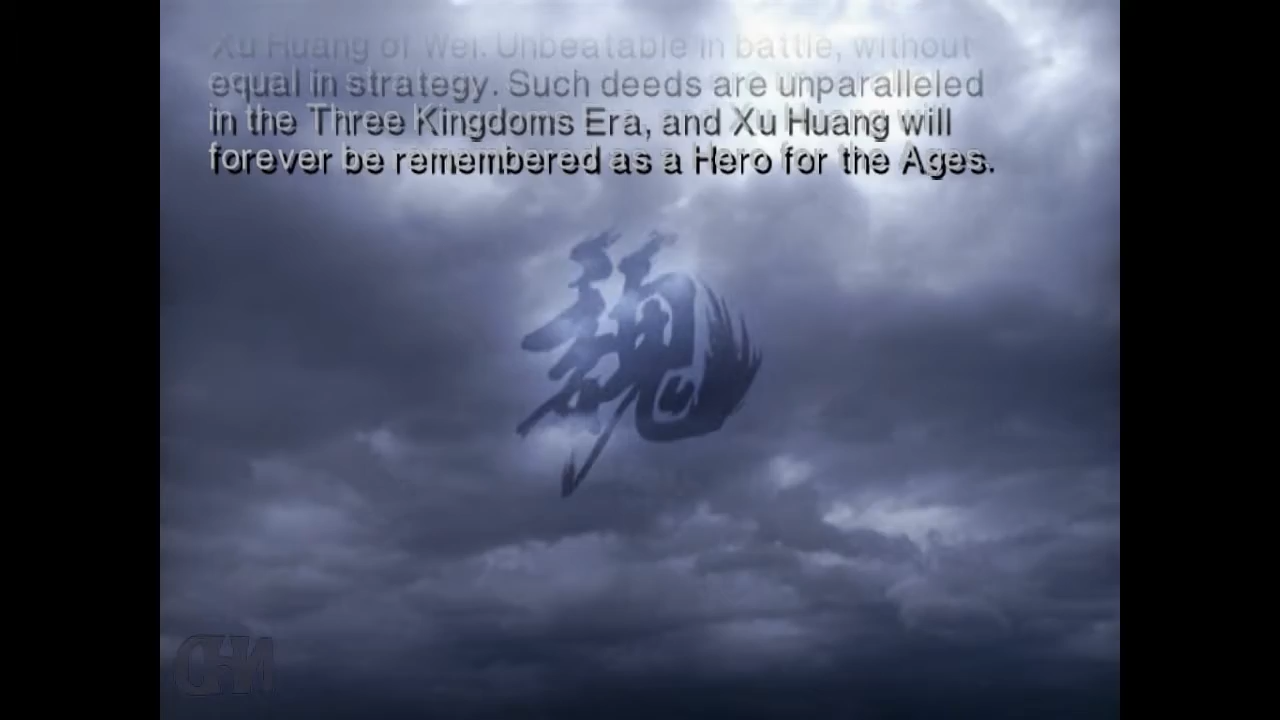 Xu Huang of Wei. Unbeatable in battle, without
equal in strategy. Such deeds are unparalleled
in the Three Kingdoms Era, and Xu Huang will
forever be remembered as a Hero for the Ages.
魏